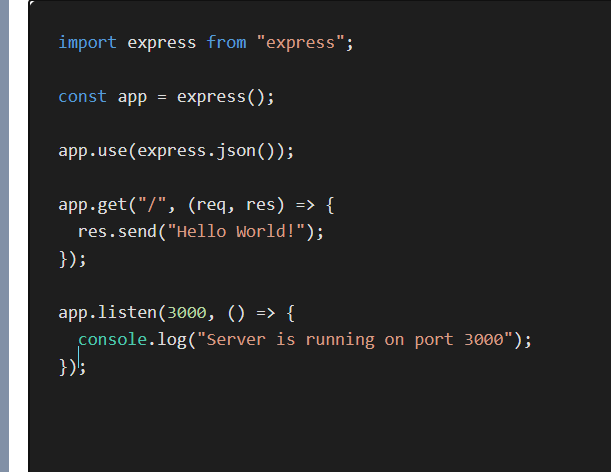 import express from "express";
const app = express();
app.use(express.json());
app.get("/", (req, res) => {
  res.send("Hello World!");
});
app.listen(3000, () => {
  console.log("Server is running on port 3000");
});